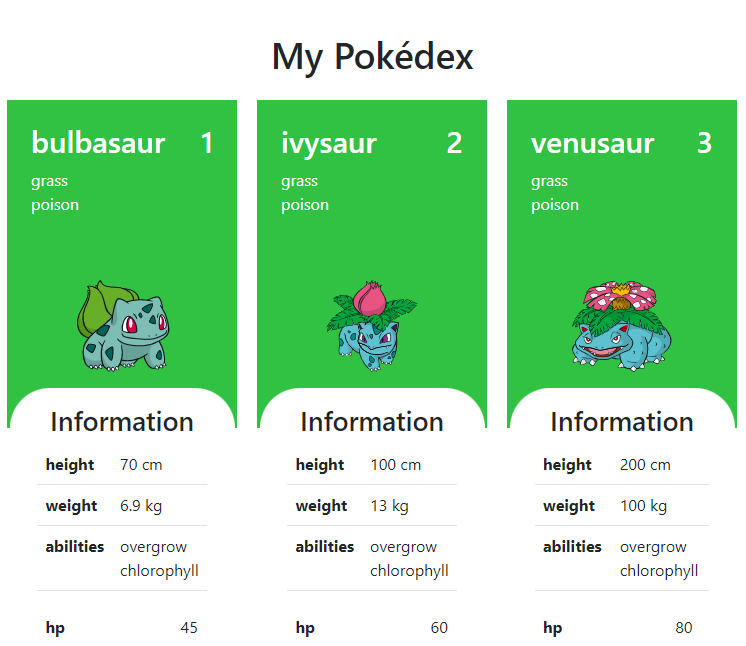 My Pokédex
bulbasaur 1
grass
poison
Information
height 70 cm
weight 6.9 kg
abilities overgrow
chlorophyll
hp 45
ivysaur 2
grass
poison
Information
height 100 cm
weight 13 kg
abilities overgrow
chlorophyll
hp 60
venusaur 3
grass
poison
Information
height 200 cm
weight 100 kg
abilities overgrow
chlorophyll
hp 80